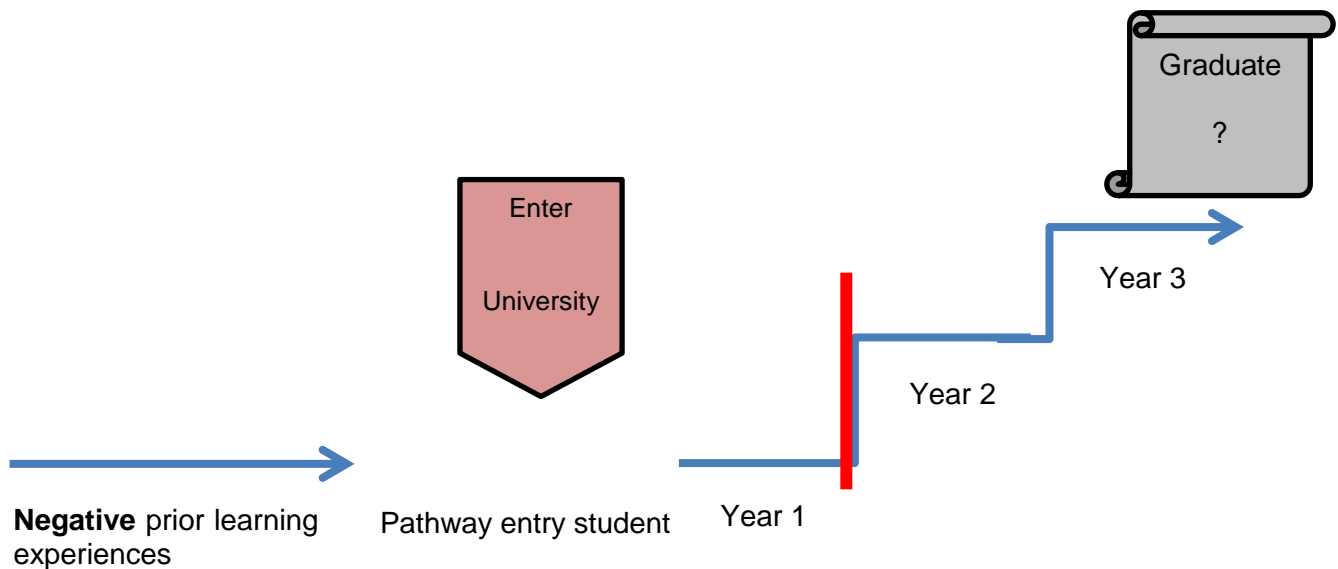 Graduate
?
Enter
University
Year 3
Year 2
Negative prior learning
experiences
Pathway entry student
Year 1